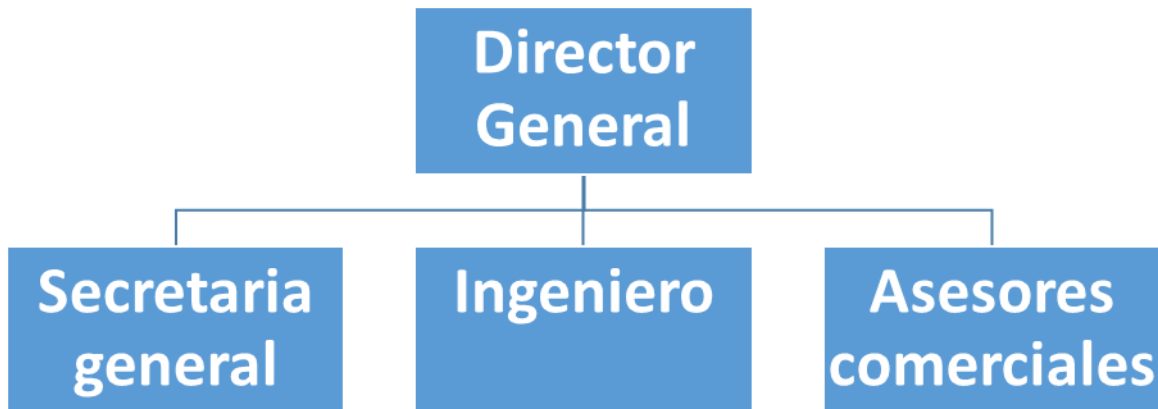 Director
General
Secretaria
general
Ingeniero
Asesores
comerciales